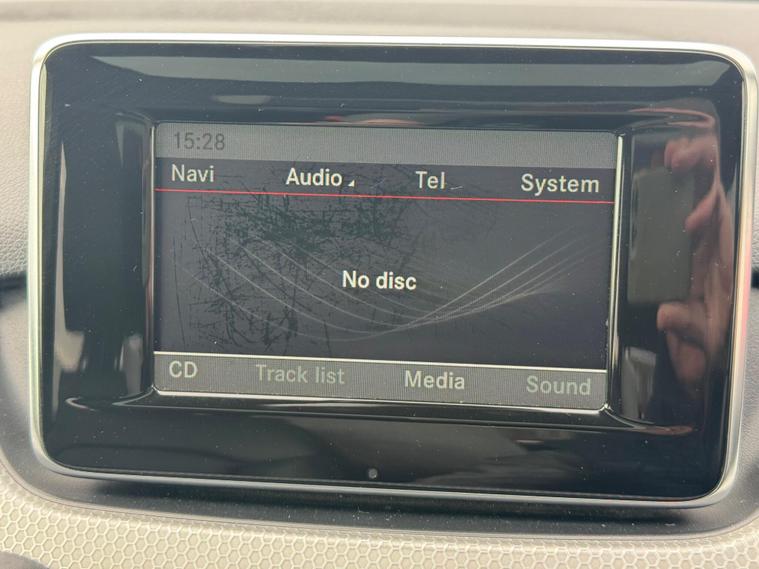 15:28
Navi Audio Tel System
No disc
CD Track list Media Sound